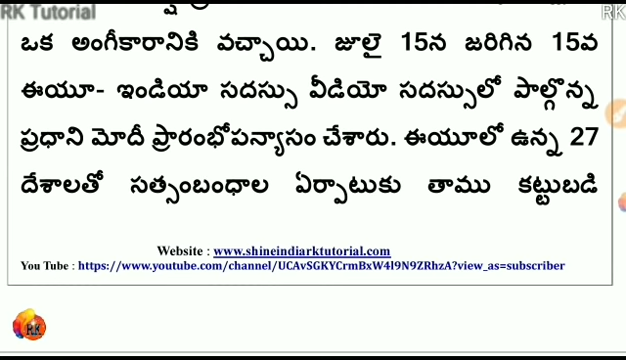 RK Tutorial
RK
ఒక అంగీకారానికి వచ్చాయి. జూలై 15న జరిగిన 15వ
ఈయూ- ఇండియా సదస్సు వీడియో సదస్సులో పాల్గొన్న
ప్రధాని మోదీ ప్రారంభోపన్యాసం చేశారు. ఈయూలో ఉన్న 27
దేశాలతో సత్సంబంధాల ఏర్పాటుకు తాము కట్టుబడి
Website : www.shineindiarktutorial.com
You Tube : https://www.youtube.com/channel/UCAvSGKYCrmBxW4l9N9ZRhzA?view_as=subscriber
RK